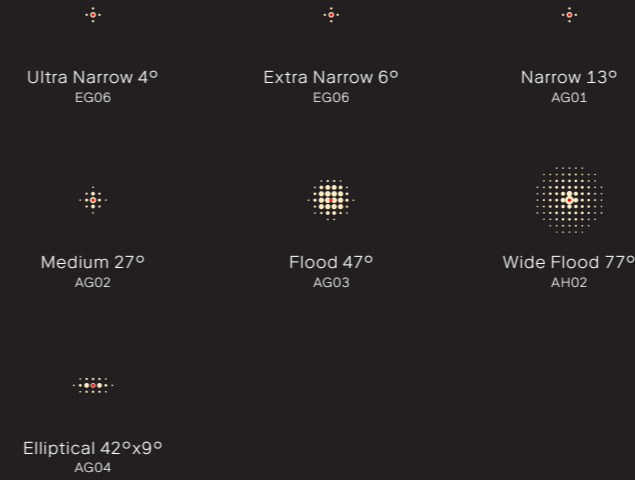 Ultra Narrow 4° Extra Narrow 6° Narrow 13°
EG06 EG06 AG01
Medium 27° Flood 47° Wide Flood 77°
AG02 AG03 AH02
Elliptical 42°x9°
AG04